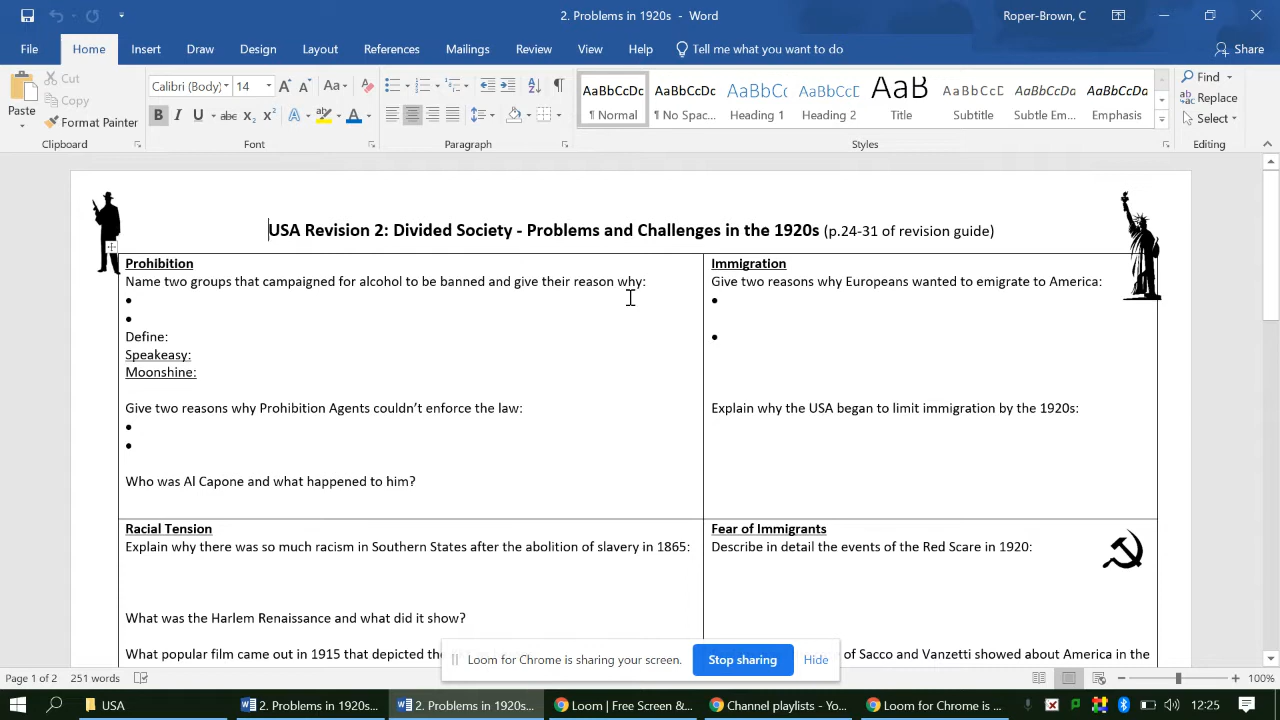 2. Problems in 1920s - Word
Roper-Brown, C
File Home Insert Draw Design Layout References Mailings Review View Help Tell me what you want to do Share
Paste
Cut
Copy
Format Painter
Calibri (Body) 14
Aa
B I U abc X2 X2 A A
AaBbCcDc AaBbCcDc AaBbCc AaBbCcD AaB AaBbCcD AaBbCcDc AaBbCcDc
¶ Normal ¶ No Spac... Heading 1 Heading 2 Title Subtitle Subtle Em... Emphasis
Find
Replace
Select
Clipboard Font Paragraph Styles Editing
USA Revision 2: Divided Society - Problems and Challenges in the 1920s (p.24-31 of revision guide)
Prohibition
Name two groups that campaigned for alcohol to be banned and give their reason why:
•
•
Define:
Speakeasy:
Moonshine:
Give two reasons why Prohibition Agents couldn’t enforce the law:
•
•
Who was Al Capone and what happened to him?
Immigration
Give two reasons why Europeans wanted to emigrate to America:
•
•
Explain why the USA began to limit immigration by the 1920s:
Racial Tension
Explain why there was so much racism in Southern States after the abolition of slavery in 1865:
What was the Harlem Renaissance and what did it show?
What popular film came out in 1915 that depicted the
Fear of Immigrants
Describe in detail the events of the Red Scare in 1920:
of Sacco and Vanzetti showed about America in the
Loom for Chrome is sharing your screen. Stop sharing Hide
Page 1 of 2 251 words
100%
USA
2. Problems in 1920s...
2. Problems in 1920s...
Loom | Free Screen &...
Channel playlists - Yo...
Loom for Chrome is ...
12:25